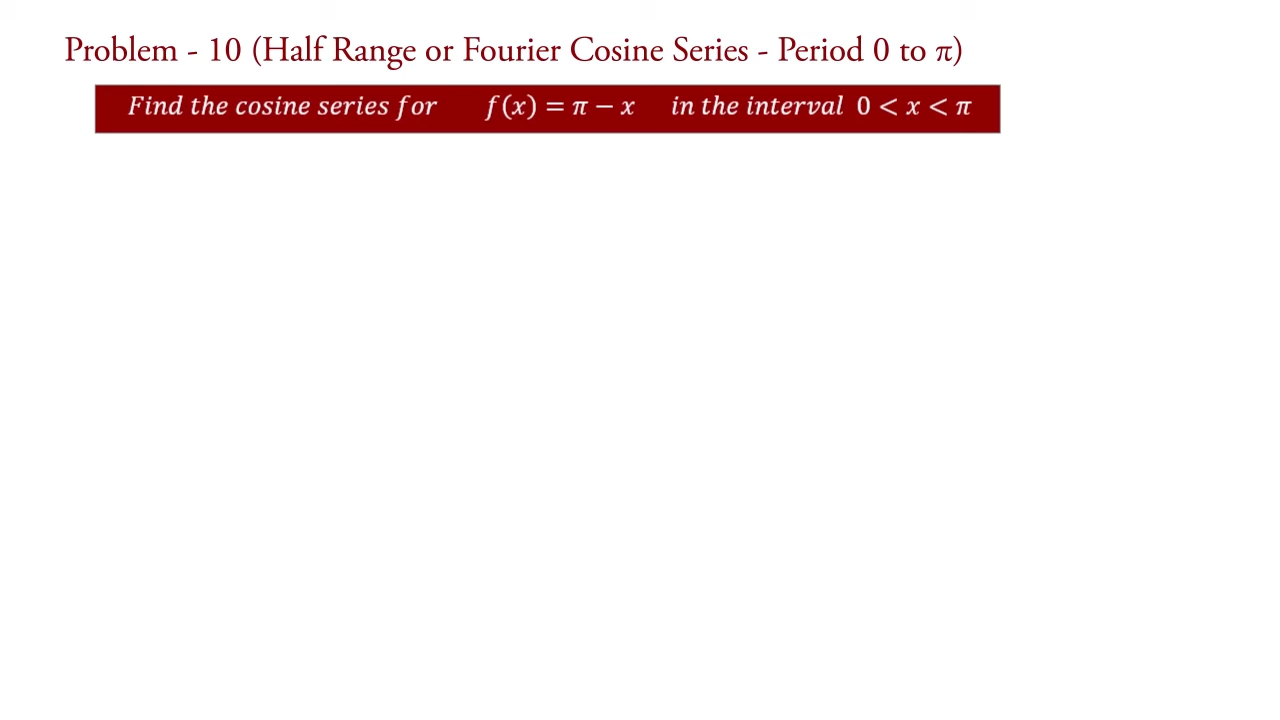 Problem - 10 (Half Range or Fourier Cosine Series - Period 0 to π)
Find the cosine series for f(x) = π − x in the interval 0 < x < π